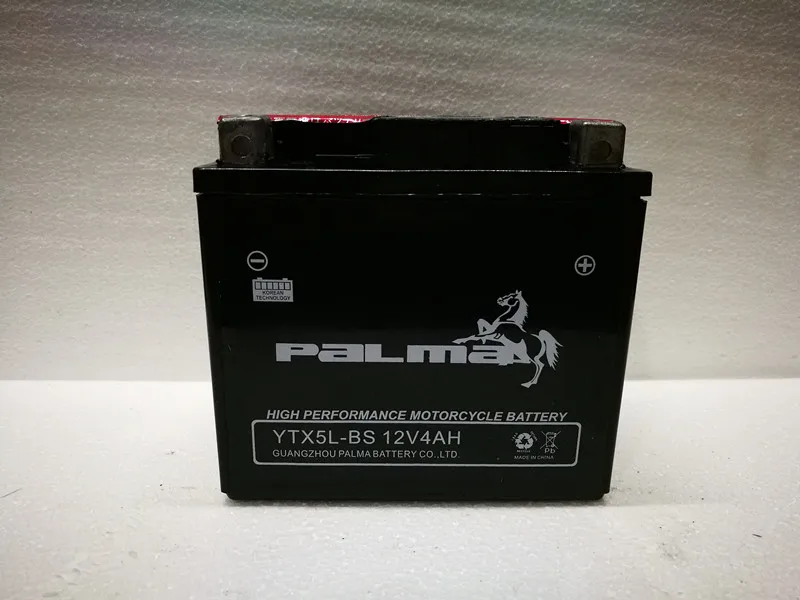 KOREAN
TECHNOLOGY
PALMA
HIGH PERFORMANCE MOTORCYCLE BATTERY
YTX5L-BS 12V4AH
GUANGZHOU PALMA BATTERY CO.,LTD.
Pb
MADE IN CHINA